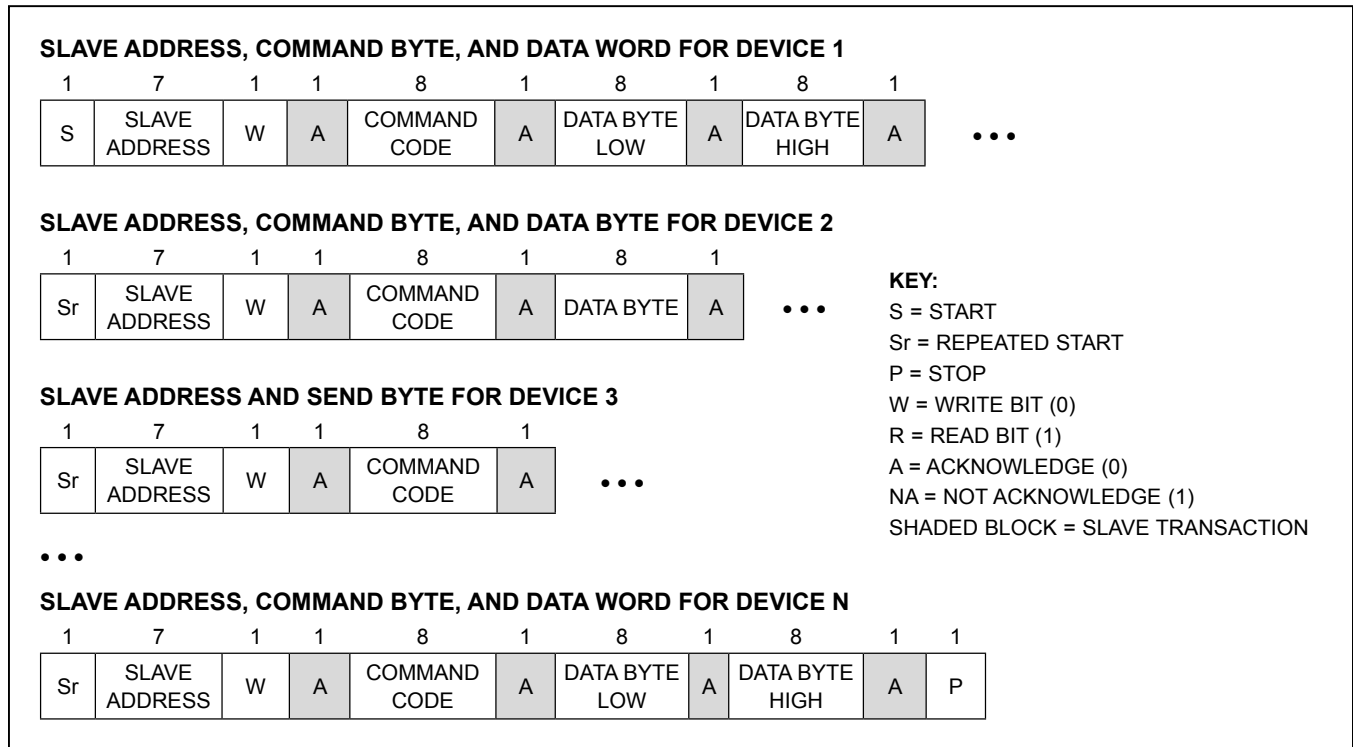 SLAVE ADDRESS, COMMAND BYTE, AND DATA WORD FOR DEVICE 1
1 7 1 1 8 1 8 1 8 1
S SLAVE ADDRESS W A COMMAND CODE A DATA BYTE LOW A DATA BYTE HIGH A •••
SLAVE ADDRESS, COMMAND BYTE, AND DATA BYTE FOR DEVICE 2
1 7 1 1 8 1 8 1
Sr SLAVE ADDRESS W A COMMAND CODE A DATA BYTE A •••
SLAVE ADDRESS AND SEND BYTE FOR DEVICE 3
1 7 1 1 8 1
Sr SLAVE ADDRESS W A COMMAND CODE A •••
•••
SLAVE ADDRESS, COMMAND BYTE, AND DATA WORD FOR DEVICE N
1 7 1 1 8 1 8 1 8 1 1
Sr SLAVE ADDRESS W A COMMAND CODE A DATA BYTE LOW A DATA BYTE HIGH A P
KEY:
S = START
Sr = REPEATED START
P = STOP
W = WRITE BIT (0)
R = READ BIT (1)
A = ACKNOWLEDGE (0)
NA = NOT ACKNOWLEDGE (1)
SHADED BLOCK = SLAVE TRANSACTION